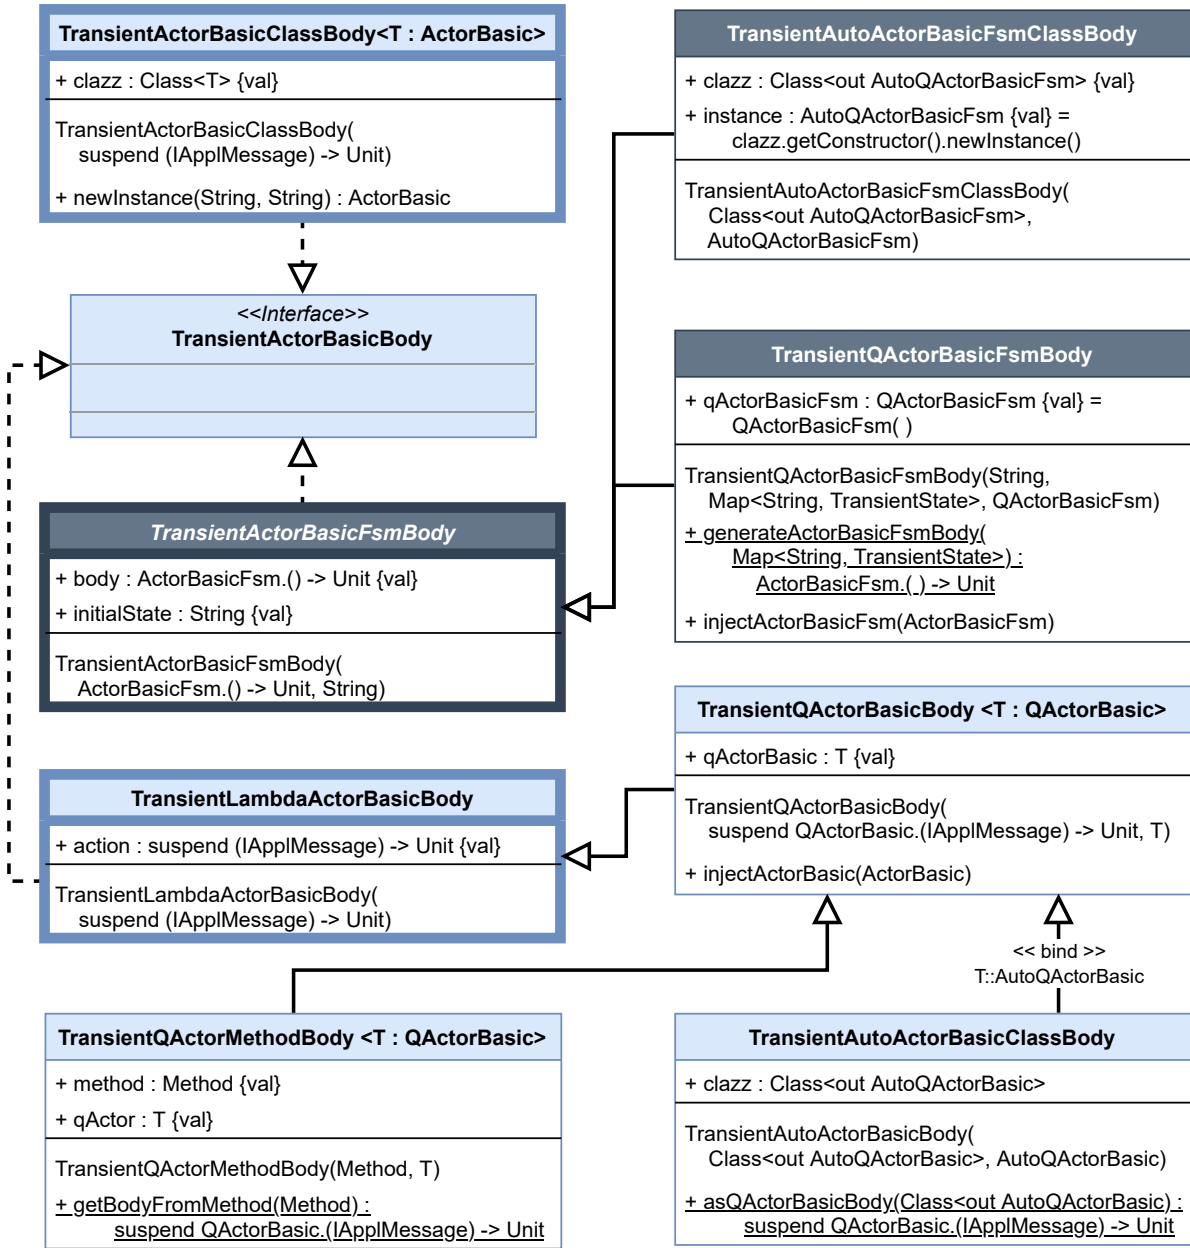 TransientActorBasicClassBody<T : ActorBasic>
+ clazz : Class<T> {val}
TransientActorBasicClassBody(
suspend (IApplMessage) -> Unit)
+ newInstance(String, String) : ActorBasic
<<Interface>>
TransientActorBasicBody
TransientActorBasicFsmBody
+ body : ActorBasicFsm.() -> Unit {val}
+ initialState : String {val}
TransientActorBasicFsmBody(
ActorBasicFsm.() -> Unit, String)
TransientLambdaActorBasicBody
+ action : suspend (IApplMessage) -> Unit {val}
TransientLambdaActorBasicBody(
suspend (IApplMessage) -> Unit)
TransientAutoActorBasicFsmClassBody
+ clazz : Class<out AutoQActorBasicFsm> {val}
+ instance : AutoQActorBasicFsm {val} =
clazz.getConstructor().newInstance()
TransientAutoActorBasicFsmClassBody(
Class<out AutoQActorBasicFsm>,
AutoQActorBasicFsm)
TransientQActorBasicFsmBody
+ qActorBasicFsm : QActorBasicFsm {val} =
QActorBasicFsm( )
TransientQActorBasicFsmBody(String,
Map<String, TransientState>, QActorBasicFsm)
+ generateActorBasicFsmBody(
Map<String, TransientState>) :
ActorBasicFsm.( ) -> Unit
+ injectActorBasicFsm(ActorBasicFsm)
TransientQActorBasicBody <T : QActorBasic>
+ qActorBasic : T {val}
TransientQActorBasicBody(
suspend QActorBasic.(IApplMessage) -> Unit, T)
+ injectActorBasic(ActorBasic)
<< bind >>
T::AutoQActorBasic
TransientQActorMethodBody <T : QActorBasic>
+ method : Method {val}
+ qActor : T {val}
TransientQActorMethodBody(Method, T)
+ getBodyFromMethod(Method) :
suspend QActorBasic.(IApplMessage) -> Unit
TransientAutoActorBasicClassBody
+ clazz : Class<out AutoQActorBasic>
TransientAutoActorBasicBody(
Class<out AutoQActorBasic>, AutoQActorBasic)
+ asQActorBasicBody(Class<out AutoQActorBasic) :
suspend QActorBasic.(IApplMessage) -> Unit